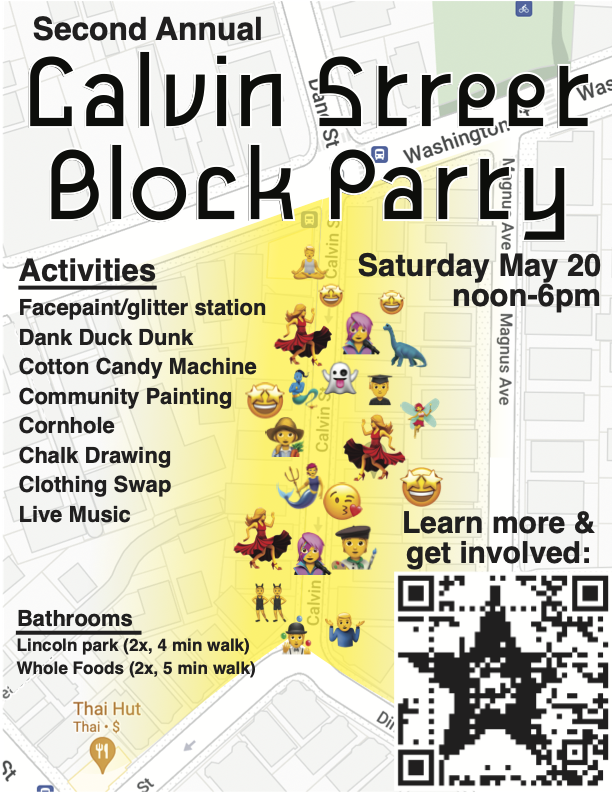 Second Annual
Calvin Street
Block Party
Dane St
Washington St
Magnus Ave
Calvin S
Activities
Facepaint/glitter station
Dank Duck Dunk
Cotton Candy Machine
Community Painting
Cornhole
Chalk Drawing
Clothing Swap
Live Music
Saturday May 20
noon-6pm
Magnus Ave
Calvin S
Learn more &
get involved:
Bathrooms
Lincoln park (2x, 4 min walk)
Whole Foods (2x, 5 min walk)
Calvin
Thai Hut
Thai • $
St
St